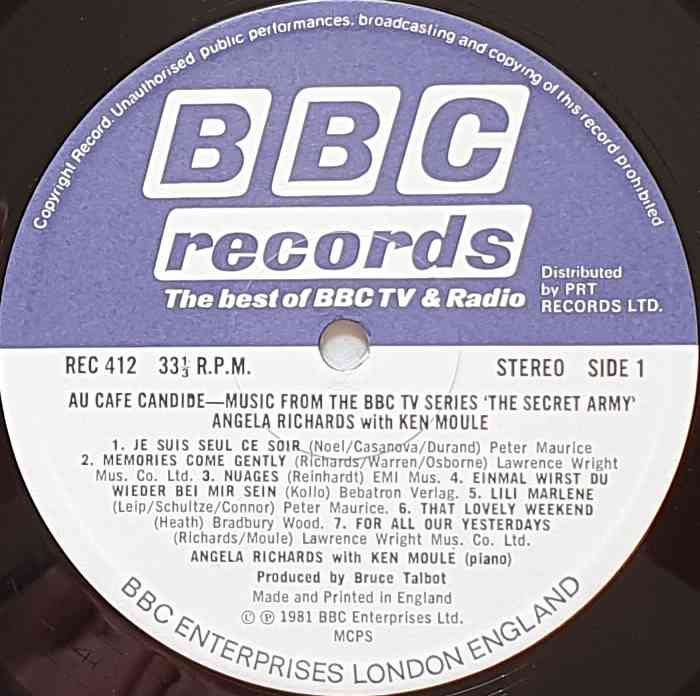 Copyright Record. Unauthorised public performances, broadcasting and copying of this record prohibited
BBC
records
The best of BBC TV & Radio
Distributed
by PRT
RECORDS LTD.
REC 412 33⅓ R.P.M.
STEREO SIDE 1
AU CAFE CANDIDE—MUSIC FROM THE BBC TV SERIES 'THE SECRET ARMY'
ANGELA RICHARDS with KEN MOULE
1. JE SUIS SEUL CE SOIR (Noel/Casanova/Durand) Peter Maurice
2. MEMORIES COME GENTLY (Richards/Warren/Osborne) Lawrence Wright
Mus. Co. Ltd. 3. NUAGES (Reinhardt) EMI Mus. 4. EINMAL WIRST DU
WIEDER BEI MIR SEIN (Kollo) Bebatron Verlag. 5. LILI MARLENE
(Leip/Schultze/Connor) Peter Maurice. 6. THAT LOVELY WEEKEND
(Heath) Bradbury Wood. 7. FOR ALL OUR YESTERDAYS
(Richards/Moule) Lawrence Wright Mus. Co. Ltd.
ANGELA RICHARDS with KEN MOULE (piano)
Produced by Bruce Talbot
Made and Printed in England
© ℗ 1981 BBC Enterprises Ltd.
MCPS
BBC ENTERPRISES LONDON ENGLAND